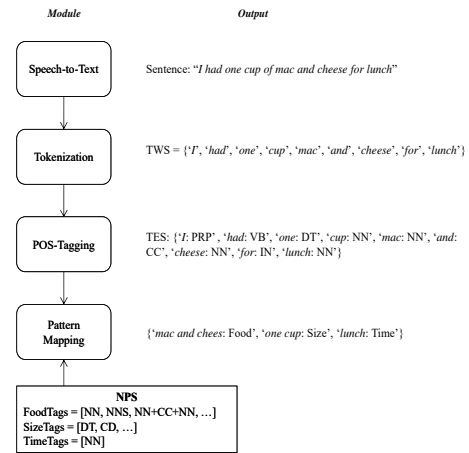 Module Output
Speech-to-Text
Sentence: “I had one cup of mac and cheese for lunch”
Tokenization
TWS = {‘I’, ‘had’, ‘one’, ‘cup’, ‘mac’, ‘and’, ‘cheese’, ‘for’, ‘lunch’}
POS-Tagging
TES: {‘I: PRP’ , ‘had: VB’, ‘one: DT’, ‘cup: NN’, ‘mac: NN’, ‘and:
CC’, ‘cheese: NN’, ‘for: IN’, ‘lunch: NN’}
Pattern
Mapping
{‘mac and chees: Food’, ‘one cup: Size’, ‘lunch: Time’}
NPS
FoodTags = [NN, NNS, NN+CC+NN, …]
SizeTags = [DT, CD, …]
TimeTags = [NN]